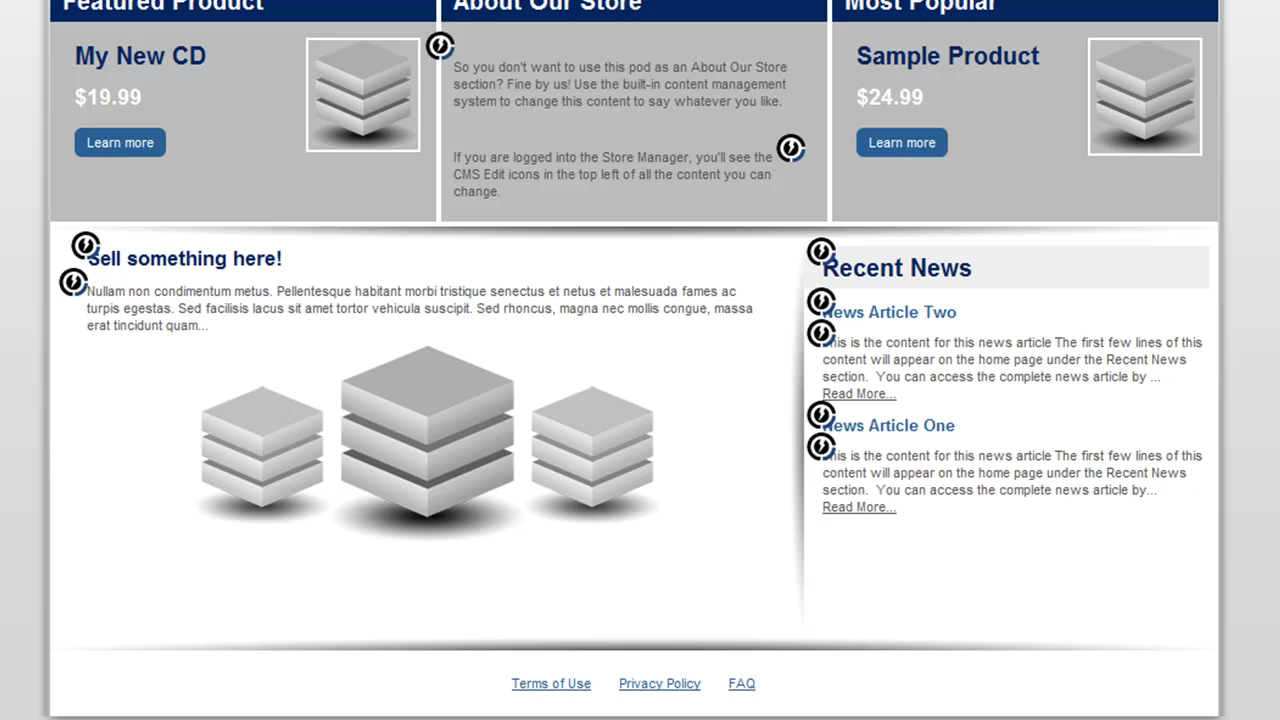 Featured Product
About Our Store
Most Popular
My New CD
$19.99
Learn more
So you don't want to use this pod as an About Our Store
section? Fine by us! Use the built-in content management
system to change this content to say whatever you like.
If you are logged into the Store Manager, you'll see the
CMS Edit icons in the top left of all the content you can
change.
Sample Product
$24.99
Learn more
Sell something here!
Nullam non condimentum metus. Pellentesque habitant morbi tristique senectus et netus et malesuada fames ac
turpis egestas. Sed facilisis lacus sit amet tortor vehicula suscipit. Sed rhoncus, magna nec mollis congue, massa
erat tincidunt quam...
Recent News
News Article Two
This is the content for this news article The first few lines of this
content will appear on the home page under the Recent News
section. You can access the complete news article by ...
Read More...
News Article One
This is the content for this news article The first few lines of this
content will appear on the home page under the Recent News
section. You can access the complete news article by...
Read More...
Terms of Use
Privacy Policy
FAQ